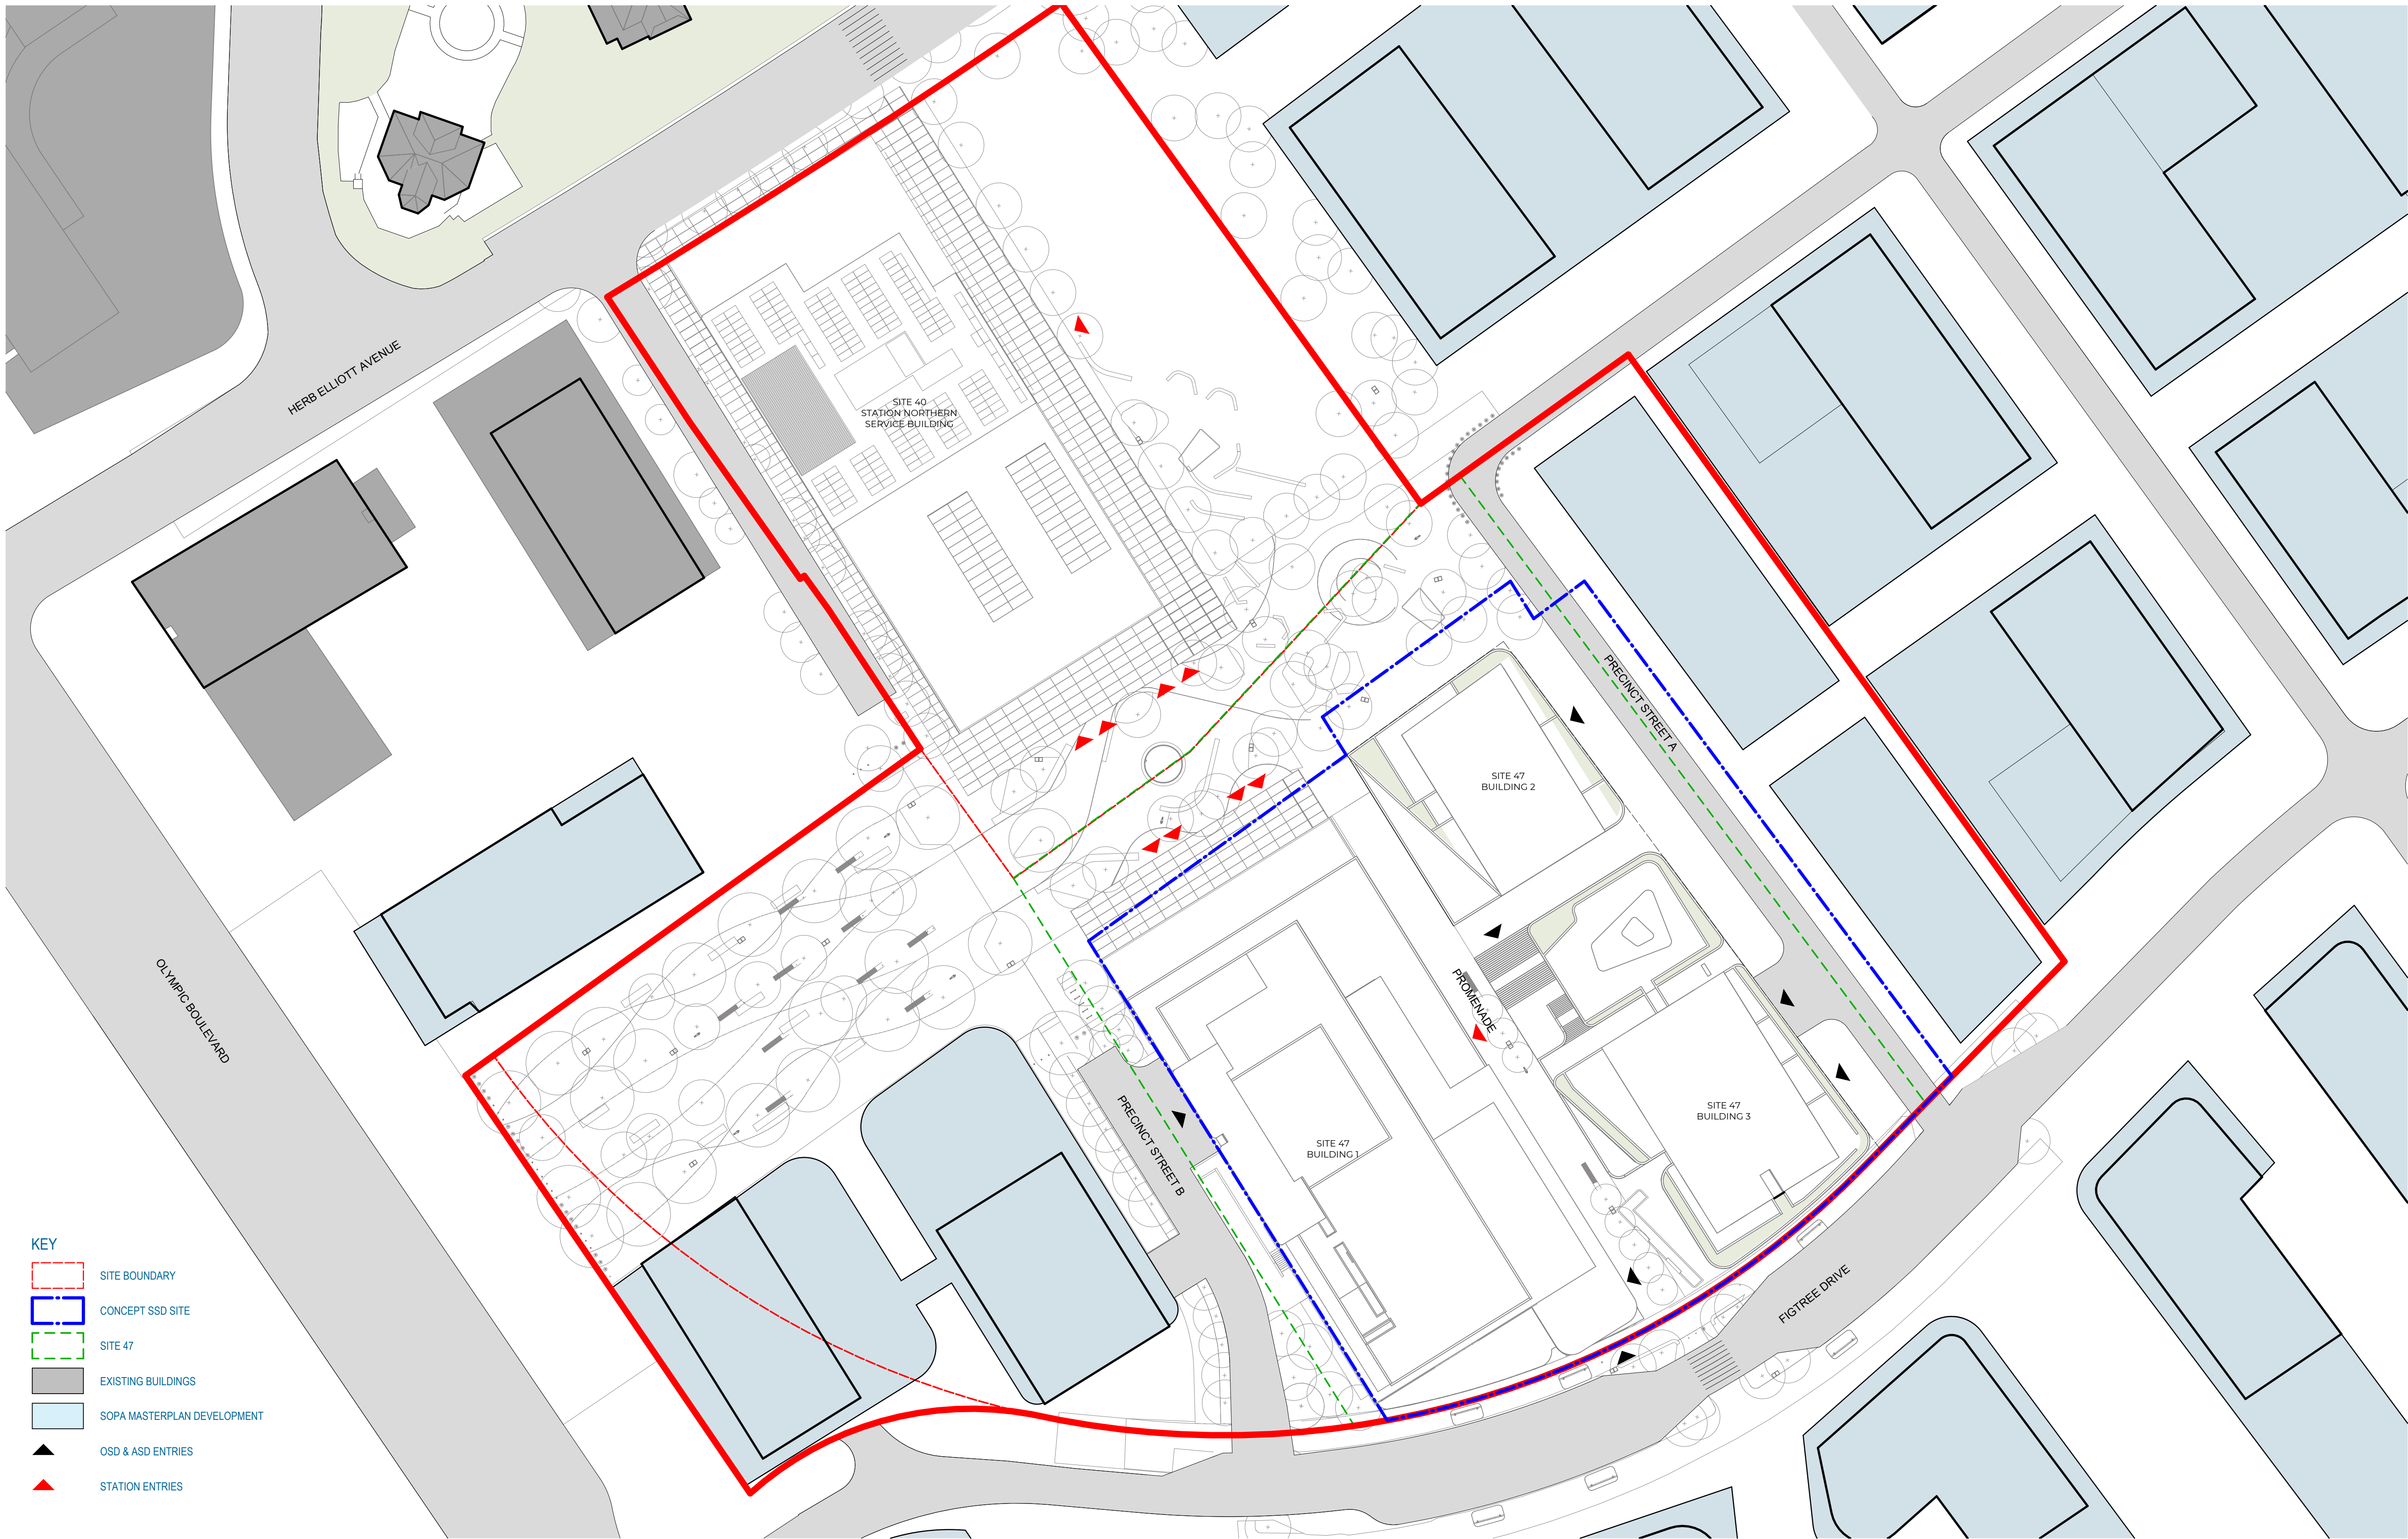 HERB ELLIOTT AVENUE
SITE 40
STATION NORTHERN
SERVICE BUILDING
PRECINCT STREET A
SITE 47
BUILDING 2
OLYMPIC BOULEVARD
PROMENADE
PRECINCT STREET B
SITE 47
BUILDING 1
SITE 47
BUILDING 3
FIGTREE DRIVE
KEY
SITE BOUNDARY
CONCEPT SSD SITE
SITE 47
EXISTING BUILDINGS
SOPA MASTERPLAN DEVELOPMENT
OSD & ASD ENTRIES
STATION ENTRIES